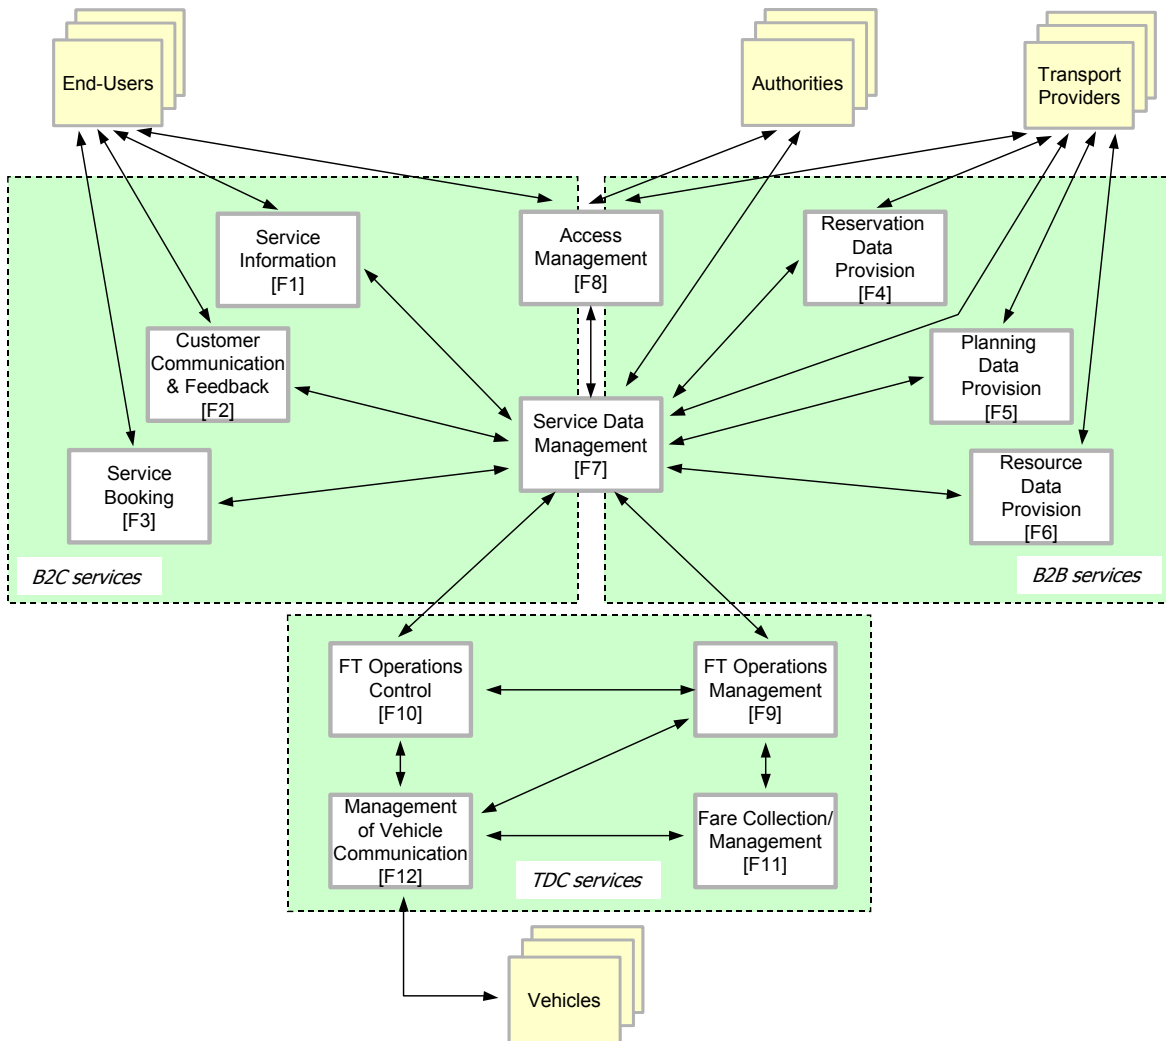 End-Users
Authorities
Transport
Providers
Service
Information
[F1]
Access
Management
[F8]
Reservation
Data
Provision
[F4]
Customer
Communication
& Feedback
[F2]
Planning
Data
Provision
[F5]
Service Data
Management
[F7]
Service
Booking
[F3]
Resource
Data
Provision
[F6]
B2C services
B2B services
FT Operations
Control
[F10]
FT Operations
Management
[F9]
Management
of Vehicle
Communication
[F12]
Fare Collection/
Management
[F11]
TDC services
Vehicles